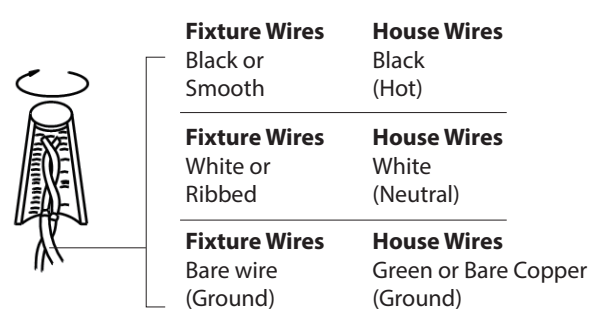 Fixture Wires House Wires
Black or Black
Smooth (Hot)
Fixture Wires House Wires
White or White
Ribbed (Neutral)
Fixture Wires House Wires
Bare wire Green or Bare Copper
(Ground) (Ground)